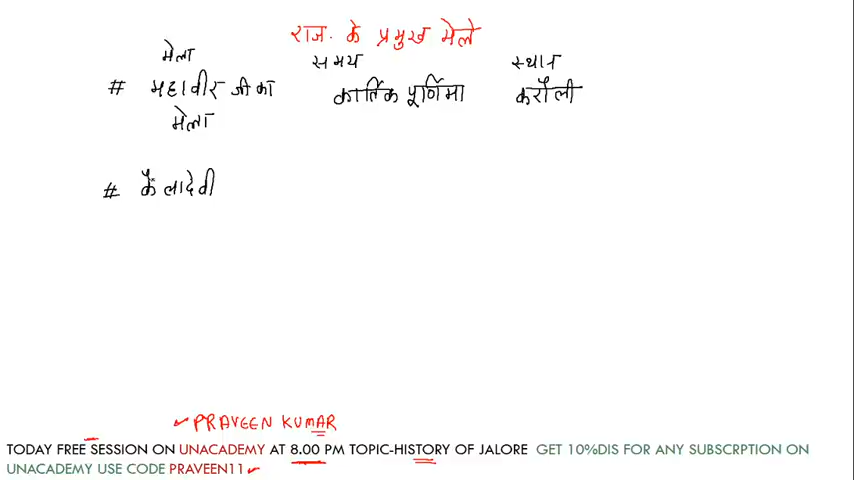 राज. के प्रमुख मेले
मेला समय स्थान
# महावीर जी का कार्तिक पूर्णिमा करौली
मेला
# कैलादेवी
✓ PRAVEEN KUMAR
TODAY FREE SESSION ON UNACADEMY AT 8.00 PM TOPIC-HISTORY OF JALORE GET 10%DIS FOR ANY SUBSCRPTION ON
UNACADEMY USE CODE PRAVEEN11